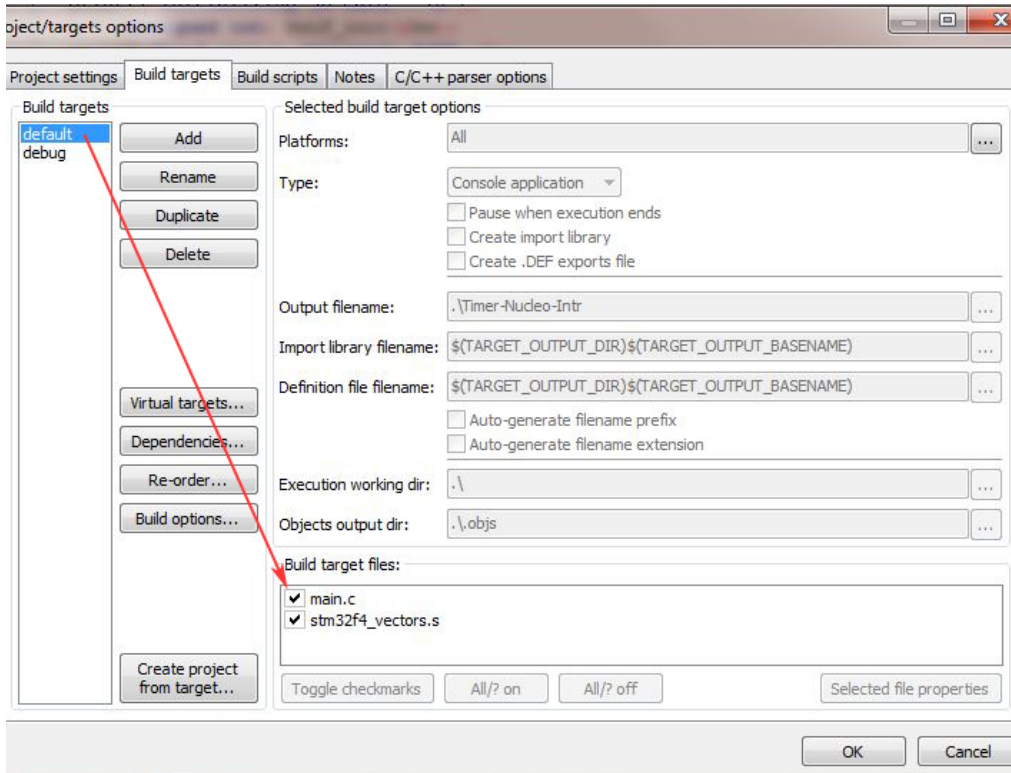 oject/targets options
Project settings Build targets Build scripts Notes C/C++ parser options
Build targets
default
debug
Add
Rename
Duplicate
Delete
Virtual targets...
Dependencies...
Re-order...
Build options...
Create project
from target...
Selected build target options
Platforms: All ...
Type: Console application
Pause when execution ends
Create import library
Create .DEF exports file
Output filename: .\Timer-Nucleo-Intr ...
Import library filename: $(TARGET_OUTPUT_DIR)$(TARGET_OUTPUT_BASENAME) ...
Definition file filename: $(TARGET_OUTPUT_DIR)$(TARGET_OUTPUT_BASENAME) ...
Auto-generate filename prefix
Auto-generate filename extension
Execution working dir: .\ ...
Objects output dir: .\.objs ...
Build target files:
main.c
stm32f4_vectors.s
Toggle checkmarks All/? on All/? off Selected file properties
OK Cancel